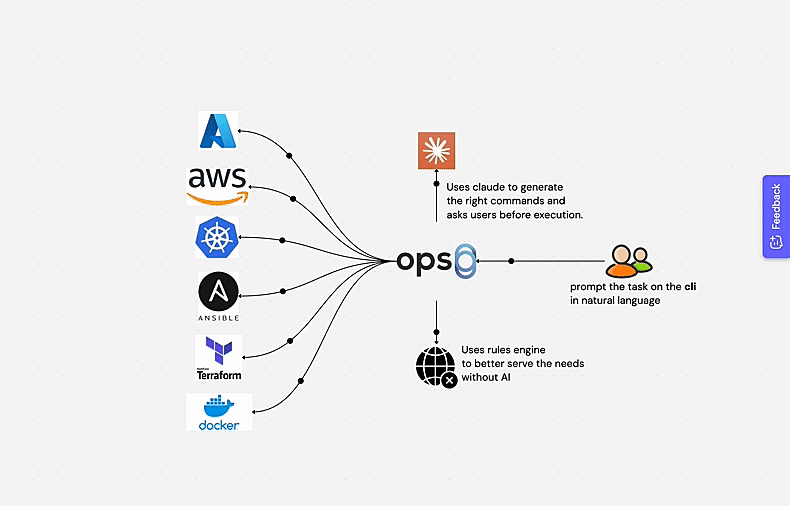 aws
Uses claude to generate
the right commands and
asks users before execution.
Feedback
ops0
prompt the task on the cli
in natural language
ANSIBLE
HashiCorp
Terraform
Uses rules engine
to better serve the needs
without AI
docker